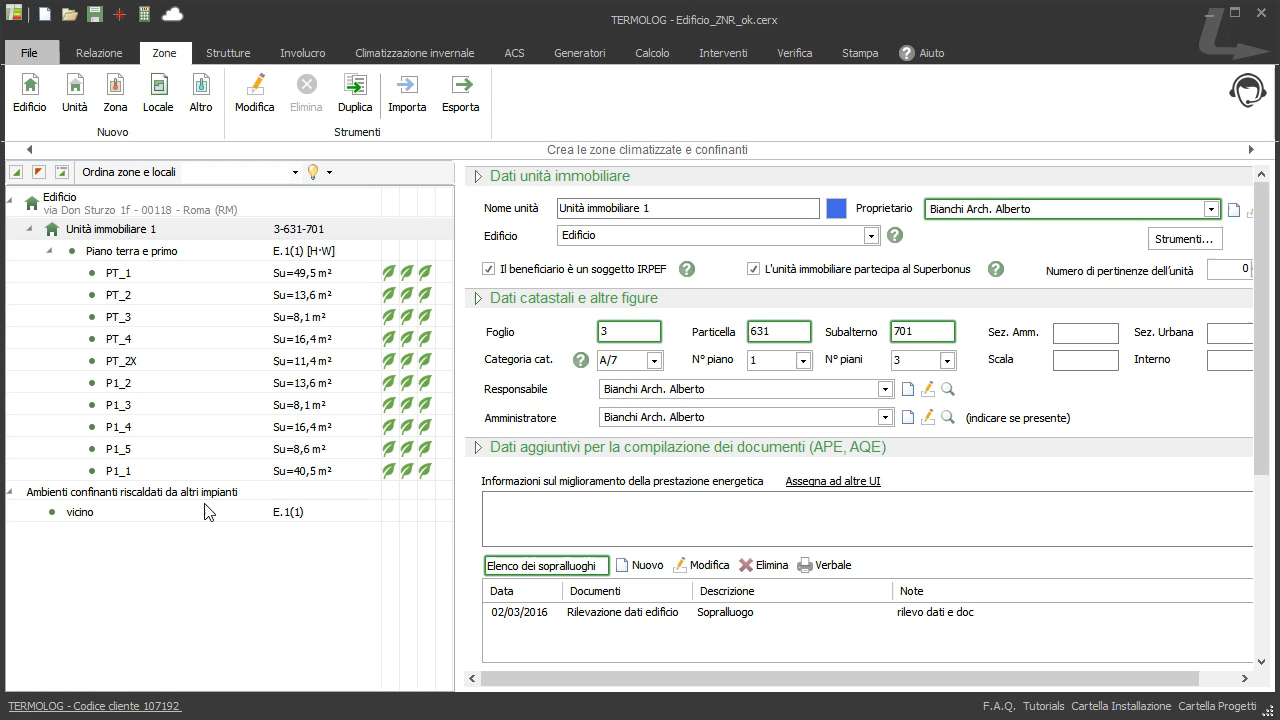 TERMOLOG - Edificio_ZNR_ok.cerx
File Relazione Zone Strutture Involucro Climatizzazione invernale ACS Generatori Calcolo Interventi Verifica Stampa Aiuto
Edificio Unità Zona Locale Altro Modifica Elimina Duplica Importa Esporta
Nuovo Strumenti
Crea le zone climatizzate e confinanti
Ordina zone e locali
Edificio
via Don Sturzo 1f - 00118 - Roma (RM)
Unità immobiliare 1 3-631-701
Piano terra e primo E.1(1) [H·W]
PT_1 Su=49,5 m²
PT_2 Su=13,6 m²
PT_3 Su=8,1 m²
PT_4 Su=16,4 m²
PT_2X Su=11,4 m²
P1_2 Su=13,6 m²
P1_3 Su=8,1 m²
P1_4 Su=16,4 m²
P1_5 Su=8,6 m²
P1_1 Su=40,5 m²
Ambienti confinanti riscaldati da altri impianti
vicino E.1(1)
Dati unità immobiliare
Nome unità Unità immobiliare 1 Proprietario Bianchi Arch. Alberto
Edificio Edificio Strumenti...
Il beneficiario è un soggetto IRPEF L'unità immobiliare partecipa al Superbonus Numero di pertinenze dell'unità 0
Dati catastali e altre figure
Foglio 3 Particella 631 Subalterno 701 Sez. Amm. Sez. Urbana
Categoria cat. A/7 N° piano 1 N° piani 3 Scala Interno
Responsabile Bianchi Arch. Alberto
Amministratore Bianchi Arch. Alberto (indicare se presente)
Dati aggiuntivi per la compilazione dei documenti (APE, AQE)
Informazioni sul miglioramento della prestazione energetica Assegna ad altre UI
Elenco dei sopralluoghi Nuovo Modifica Elimina Verbale
Data Documenti Descrizione Note
02/03/2016 Rilevazione dati edificio Sopralluogo rilevo dati e doc
TERMOLOG - Codice cliente 107192 F.A.Q. Tutorials Cartella Installazione Cartella Progetti